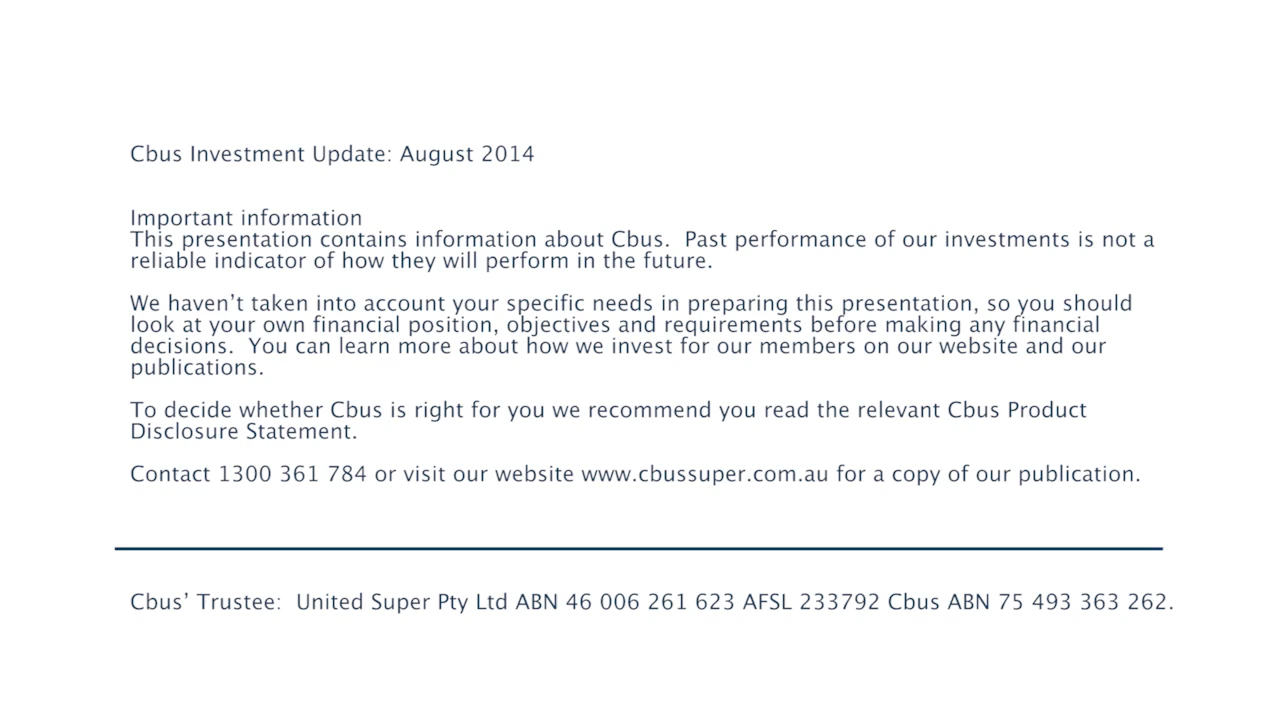 Cbus Investment Update: August 2014
Important information
This presentation contains information about Cbus.  Past performance of our investments is not a
reliable indicator of how they will perform in the future.
We haven’t taken into account your specific needs in preparing this presentation, so you should
look at your own financial position, objectives and requirements before making any financial
decisions.  You can learn more about how we invest for our members on our website and our
publications.
To decide whether Cbus is right for you we recommend you read the relevant Cbus Product
Disclosure Statement.
Contact 1300 361 784 or visit our website www.cbussuper.com.au for a copy of our publication.
Cbus’ Trustee:  United Super Pty Ltd ABN 46 006 261 623 AFSL 233792 Cbus ABN 75 493 363 262.